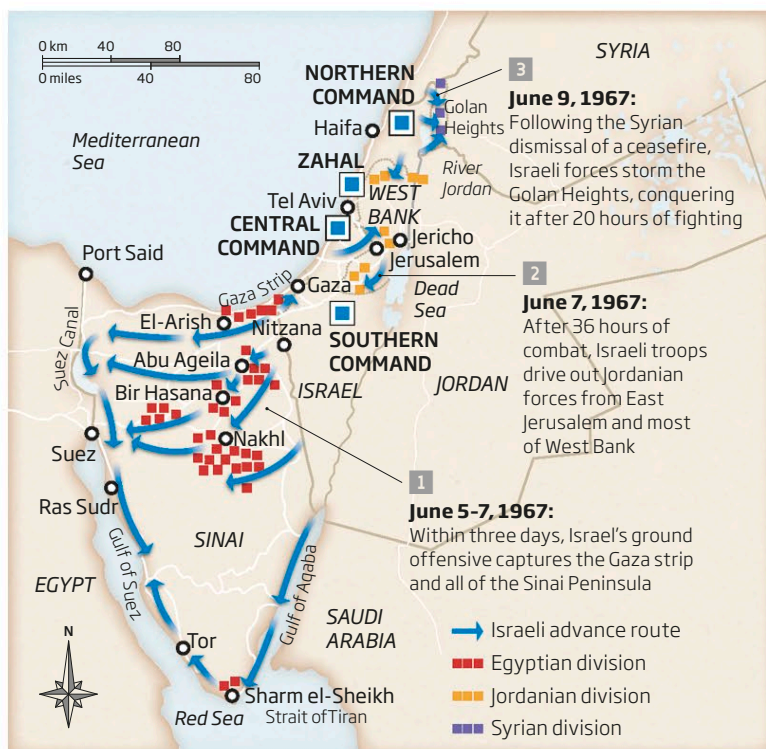 0 km 40 80
0 miles 40 80
SYRIA
NORTHERN
COMMAND
3
June 9, 1967:
Following the Syrian
dismissal of a ceasefire,
Israeli forces storm the
Golan Heights, conquering
it after 20 hours of fighting
Golan
Heights
Haifa
Mediterranean
Sea
ZAHAL
River
Jordan
WEST
BANK
Tel Aviv
CENTRAL
COMMAND
Jericho
Jerusalem
Port Said
Gaza Strip
Gaza
Dead
Sea
2
June 7, 1967:
After 36 hours of
combat, Israeli troops
drive out Jordanian
forces from East
Jerusalem and most
of West Bank
El-Arish
Nitzana
SOUTHERN
COMMAND
Suez Canal
Abu Ageila
Bir Hasana
ISRAEL
JORDAN
Suez
Nakhl
1
June 5-7, 1967:
Within three days, Israel’s ground
offensive captures the Gaza strip
and all of the Sinai Peninsula
Ras Sudr
SINAI
Gulf of Suez
Gulf of Aqaba
EGYPT
SAUDI
ARABIA
N
Tor
Sharm el-Sheikh
Red Sea
Strait of Tiran
Israeli advance route
Egyptian division
Jordanian division
Syrian division